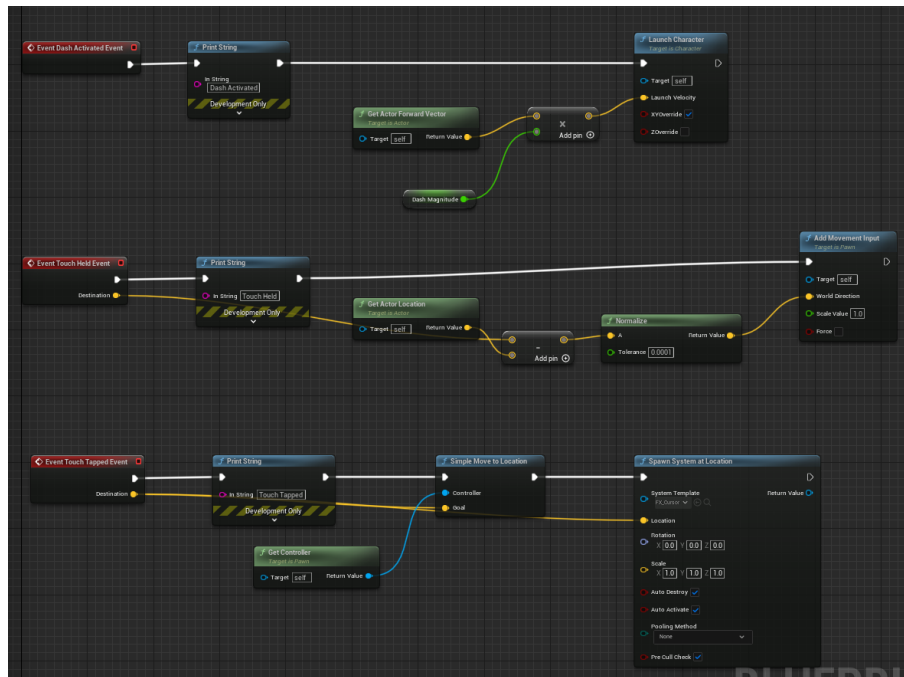 Event Dash Activated Event
Print String
In String
Dash Activated
Development Only
Launch Character
Target is Character
Target self
Launch Velocity
XYOverride
ZOverride
Get Actor Forward Vector
Target is Actor
Target self Return Value
x
Add pin
Dash Magnitude
Event Touch Held Event
Destination
Print String
In String Touch Held
Development Only
Get Actor Location
Target is Actor
Target self Return Value
-
Add pin
Normalize
A Return Value
Tolerance 0.0001
Add Movement Input
Target is Pawn
Target self
World Direction
Scale Value 1.0
Force
Event Touch Tapped Event
Destination
Print String
In String Touch Tapped
Development Only
Simple Move to Location
Controller
Goal
Get Controller
Target is Pawn
Target self Return Value
Spawn System at Location
System Template Return Value
FX_Cursor
Location
Rotation
X 0.0 Y 0.0 Z 0.0
Scale
X 1.0 Y 1.0 Z 1.0
Auto Destroy
Auto Activate
Pooling Method
None
Pre Cull Check